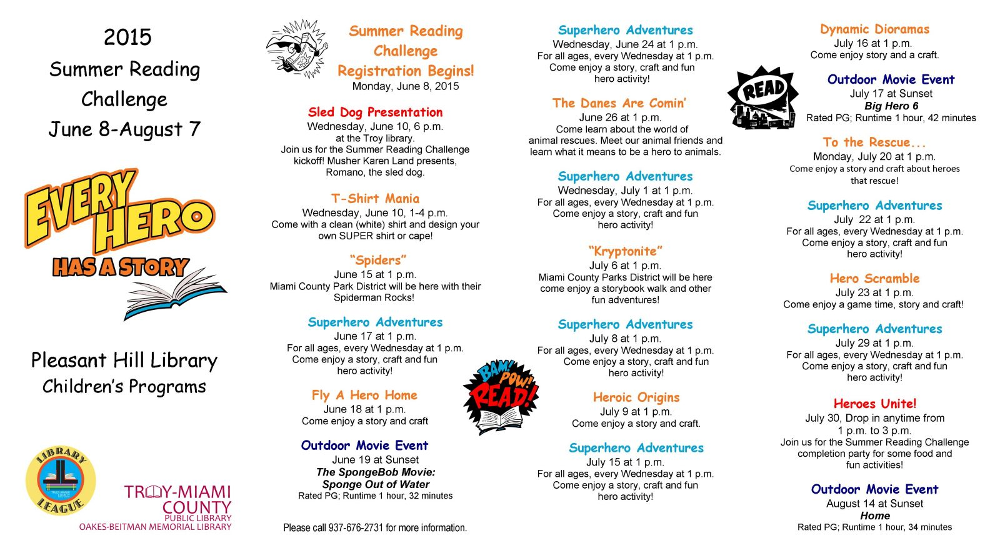 2015
Summer Reading
Challenge
June 8-August 7
EVERY
HERO
HAS A STORY
Pleasant Hill Library
Children's Programs
LIBRARY
LEAGUE
TROY-MIAMI
COUNTY
PUBLIC LIBRARY
OAKES-BEITMAN MEMORIAL LIBRARY
Summer Reading
Challenge
Registration Begins!
Monday, June 8, 2015
Sled Dog Presentation
Wednesday, June 10, 6 p.m.
at the Troy library.
Join us for the Summer Reading Challenge
kickoff! Musher Karen Land presents,
Romano, the sled dog.
T-Shirt Mania
Wednesday, June 10, 1-4 p.m.
Come with a clean (white) shirt and design your
own SUPER shirt or cape!
“Spiders”
June 15 at 1 p.m.
Miami County Park District will be here with their
Spiderman Rocks!
Superhero Adventures
June 17 at 1 p.m.
For all ages, every Wednesday at 1 p.m.
Come enjoy a story, craft and fun
hero activity!
Fly A Hero Home
June 18 at 1 p.m.
Come enjoy a story and craft
Outdoor Movie Event
June 19 at Sunset
The SpongeBob Movie:
Sponge Out of Water
Rated PG; Runtime 1 hour, 32 minutes
Please call 937-676-2731 for more information.
BAM!
POW!
READ!
Superhero Adventures
Wednesday, June 24 at 1 p.m.
For all ages, every Wednesday at 1 p.m.
Come enjoy a story, craft and fun
hero activity!
The Danes Are Comin’
June 26 at 1 p.m.
Come learn about the world of
animal rescues. Meet our animal friends and
learn what it means to be a hero to animals.
Superhero Adventures
Wednesday, July 1 at 1 p.m.
For all ages, every Wednesday at 1 p.m.
Come enjoy a story, craft and fun
hero activity!
“Kryptonite”
July 6 at 1 p.m.
Miami County Parks District will be here
come enjoy a storybook walk and other
fun adventures!
Superhero Adventures
July 8 at 1 p.m.
For all ages, every Wednesday at 1 p.m.
Come enjoy a story, craft and fun
hero activity!
Heroic Origins
July 9 at 1 p.m.
Come enjoy a story and craft.
Superhero Adventures
July 15 at 1 p.m.
For all ages, every Wednesday at 1 p.m.
Come enjoy a story, craft and fun
hero activity!
READ
Dynamic Dioramas
July 16 at 1 p.m.
Come enjoy story and a craft.
Outdoor Movie Event
July 17 at Sunset
Big Hero 6
Rated PG; Runtime 1 hour, 42 minutes
To the Rescue...
Monday, July 20 at 1 p.m.
Come enjoy a story and craft about heroes
that rescue!
Superhero Adventures
July 22 at 1 p.m.
For all ages, every Wednesday at 1 p.m.
Come enjoy a story, craft and fun
hero activity!
Hero Scramble
July 23 at 1 p.m.
Come enjoy a game time, story and craft!
Superhero Adventures
July 29 at 1 p.m.
For all ages, every Wednesday at 1 p.m.
Come enjoy a story, craft and fun
hero activity!
Heroes Unite!
July 30, Drop in anytime from
1 p.m. to 3 p.m.
Join us for the Summer Reading Challenge
completion party for some food and
fun activities!
Outdoor Movie Event
August 14 at Sunset
Home
Rated PG; Runtime 1 hour, 34 minutes